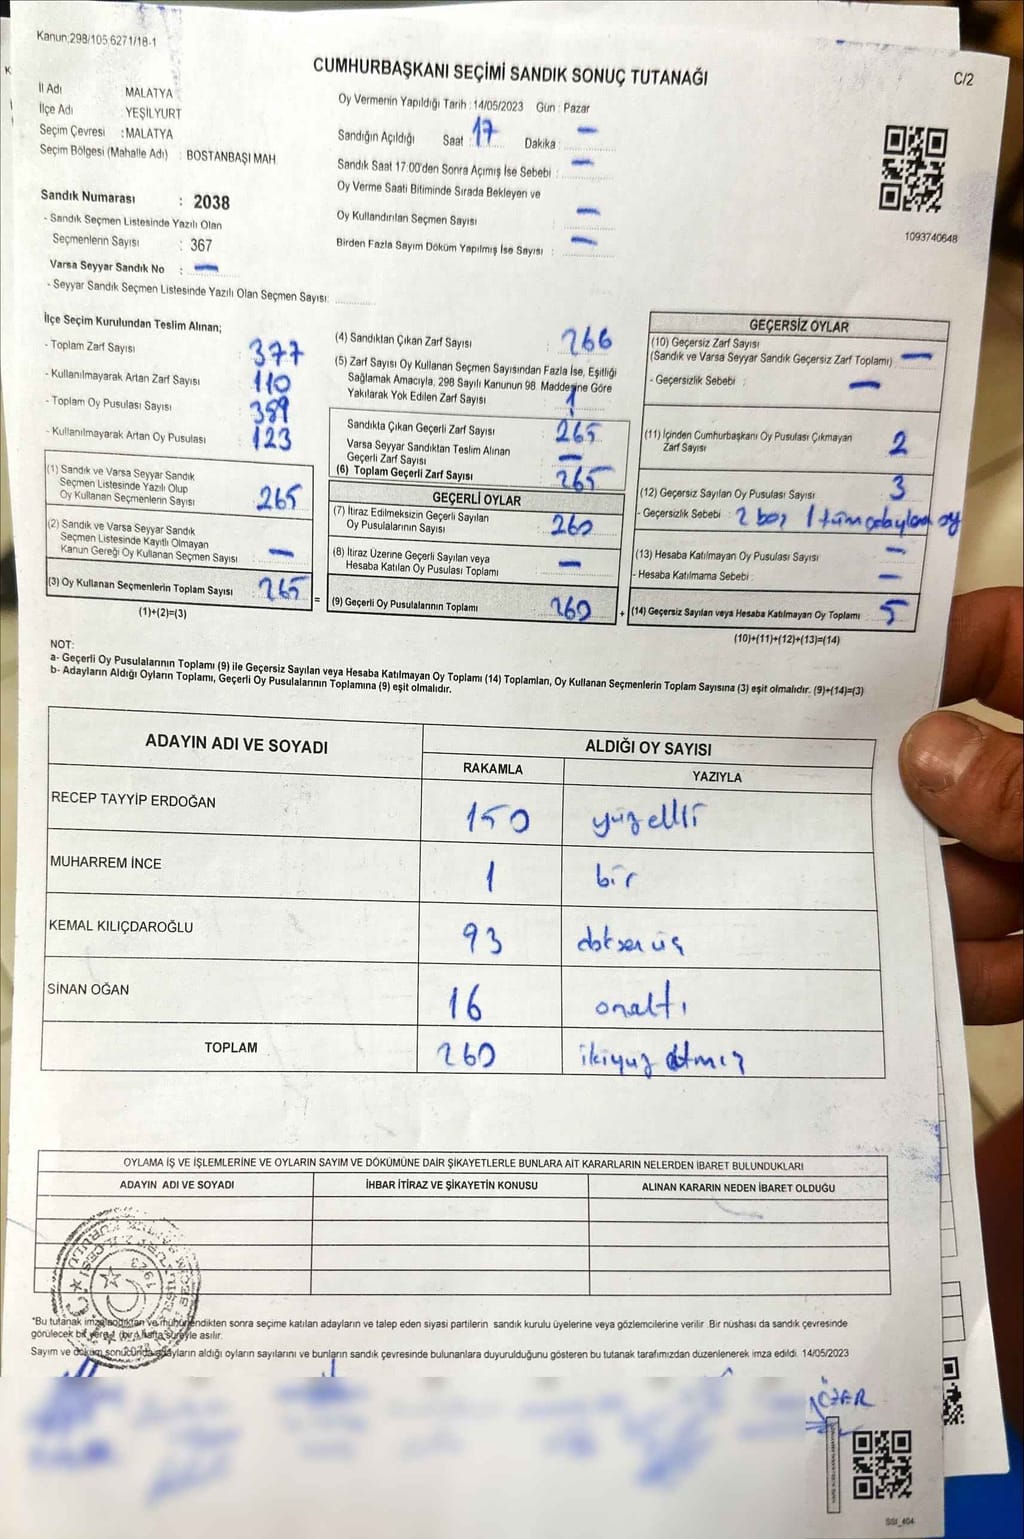 Kanun:298/105 6271/18-1
C/2
CUMHURBAŞKANI SEÇİMİ SANDIK SONUÇ TUTANAĞI
İl Adı MALATYA
İlçe Adı YEŞİLYURT
Seçim Çevresi : MALATYA
Seçim Bölgesi (Mahalle Adı) : BOSTANBAŞI MAH
Sandık Numarası : 2038
- Sandık Seçmen Listesinde Yazılı Olan
Seçmenlerin Sayısı : 367
Varsa Seyyar Sandık No : —
- Seyyar Sandık Seçmen Listesinde Yazılı Olan Seçmen Sayısı:
Oy Vermenin Yapıldığı Tarih : 14/05/2023 Gün : Pazar
Sandığın Açıldığı Saat : 17 Dakika : —
Sandık Saat 17:00'den Sonra Açımış İse Sebebi : —
Oy Verme Saati Bitiminde Sırada Bekleyen ve
Oy Kullandırılan Seçmen Sayısı —
Birden Fazla Sayım Döküm Yapılmış İse Sayısı : —
1093740648
İlçe Seçim Kurulundan Teslim Alınan;
- Toplam Zarf Sayısı 377
- Kullanılmayarak Artan Zarf Sayısı 110
- Toplam Oy Pusulası Sayısı 389
- Kullanılmayarak Artan Oy Pusulası 123
(1) Sandık ve Varsa Seyyar Sandık
Seçmen Listesinde Yazılı Olup
Oy Kullanan Seçmenlerin Sayısı 265
(2) Sandık ve Varsa Seyyar Sandık
Seçmen Listesinde Kayıtlı Olmayan
Kanun Gereği Oy Kullanan Seçmen Sayısı : —
(3) Oy Kullanan Seçmenlerin Toplam Sayısı : 265
(1)+(2)=(3)
=
(4) Sandıktan Çıkan Zarf Sayısı : 266
(5) Zarf Sayısı Oy Kullanan Seçmen Sayısından Fazla İse, Eşitliği
Sağlamak Amacıyla, 298 Sayılı Kanunun 98. Maddesine Göre
Yakılarak Yok Edilen Zarf Sayısı 1
Sandıkta Çıkan Geçerli Zarf Sayısı 265
Varsa Seyyar Sandıktan Teslim Alınan
Geçerli Zarf Sayısı : —
(6) Toplam Geçerli Zarf Sayısı 265
GEÇERLİ OYLAR
(7) İtiraz Edilmeksizin Geçerli Sayılan
Oy Pusulalarının Sayısı 260
(8) İtiraz Üzerine Geçerli Sayılan veya
Hesaba Katılan Oy Pusulası Toplamı —
(9) Geçerli Oy Pusulalarının Toplamı 260
+
GEÇERSİZ OYLAR
(10) Geçersiz Zarf Sayısı
(Sandık ve Varsa Seyyar Sandık Geçersiz Zarf Toplamı) : —
- Geçersizlik Sebebi : —
(11) İçinden Cumhurbaşkanı Oy Pusulası Çıkmayan
Zarf Sayısı 2
(12) Geçersiz Sayılan Oy Pusulası Sayısı 3
- Geçersizlik Sebebi : 2 boş 1 tüm adaylara oy
(13) Hesaba Katılmayan Oy Pusulası Sayısı —
- Hesaba Katılmama Sebebi : —
(14) Geçersiz Sayılan veya Hesaba Katılmayan Oy Toplamı 5
(10)+(11)+(12)+(13)=(14)
NOT:
a- Geçerli Oy Pusulalarının Toplamı (9) ile Geçersiz Sayılan veya Hesaba Katılmayan Oy Toplamı (14) Toplamları, Oy Kullanan Seçmenlerin Toplam Sayısına (3) eşit olmalıdır. (9)+(14)=(3)
b- Adayların Aldığı Oyların Toplamı, Geçerli Oy Pusulalarının Toplamına (9) eşit olmalıdır.
ADAYIN ADI VE SOYADI ALDIĞI OY SAYISI
RAKAMLA YAZIYLA
RECEP TAYYİP ERDOĞAN 150 yüzelli
MUHARREM İNCE 1 bir
KEMAL KILIÇDAROĞLU 93 doksanüç
SİNAN OĞAN 16 onaltı
TOPLAM 260 ikiyüz atmış
OYLAMA İŞ VE İŞLEMLERİNE VE OYLARIN SAYIM VE DÖKÜMÜNE DAİR ŞİKAYETLERLE BUNLARA AİT KARARLARIN NELERDEN İBARET BULUNDUKLARI
ADAYIN ADI VE SOYADI İHBAR İTİRAZ VE ŞİKAYETİN KONUSU ALINAN KARARIN NEDEN İBARET OLDUĞU
1923
*Bu tutanak imzalandıktan ve mühürlendikten sonra seçime katılan adayların ve talep eden siyasi partilerin sandık kurulu üyelerine veya gözlemcilerine verilir. Bir nüshası da sandık çevresinde
görülecek bir yere 1 (bir) hafta süreyle asılır.
Sayım ve döküm sonucunda adayların aldığı oyların sayılarını ve bunların sandık çevresinde bulunanlara duyurulduğunu gösteren bu tutanak tarafımızdan düzenlenerek imza edildi. 14/05/2023
ÖZER
SSI_404